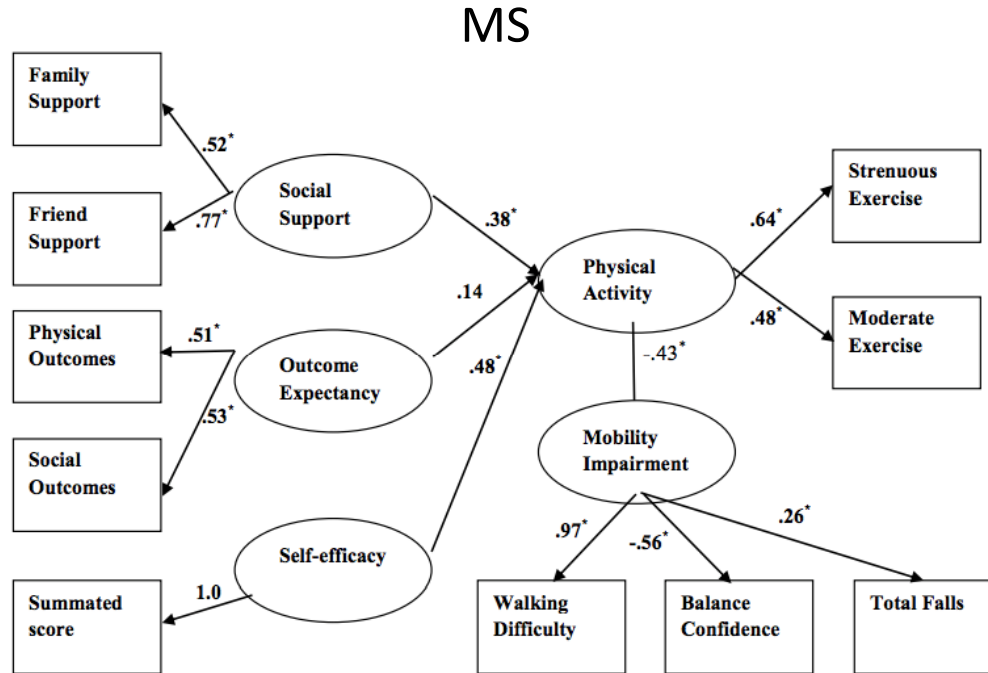 MS
Family
Support
.52*
Friend
Support
.77*
Social
Support
.38*
Physical
Outcomes
.51*
Outcome
Expectancy
.14
.53*
Social
Outcomes
Self-efficacy
.48*
Summated
score
1.0
Physical
Activity
.64*
Strenuous
Exercise
.48*
Moderate
Exercise
-.43*
Mobility
Impairment
.97*
-.56*
.26*
Walking
Difficulty
Balance
Confidence
Total Falls